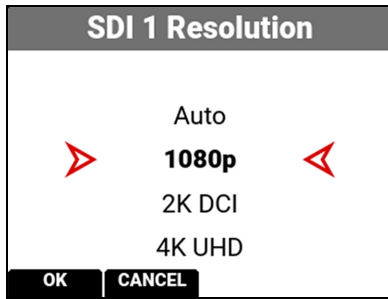 SDI 1 Resolution
Auto
1080p
2K DCI
4K UHD
OK CANCEL